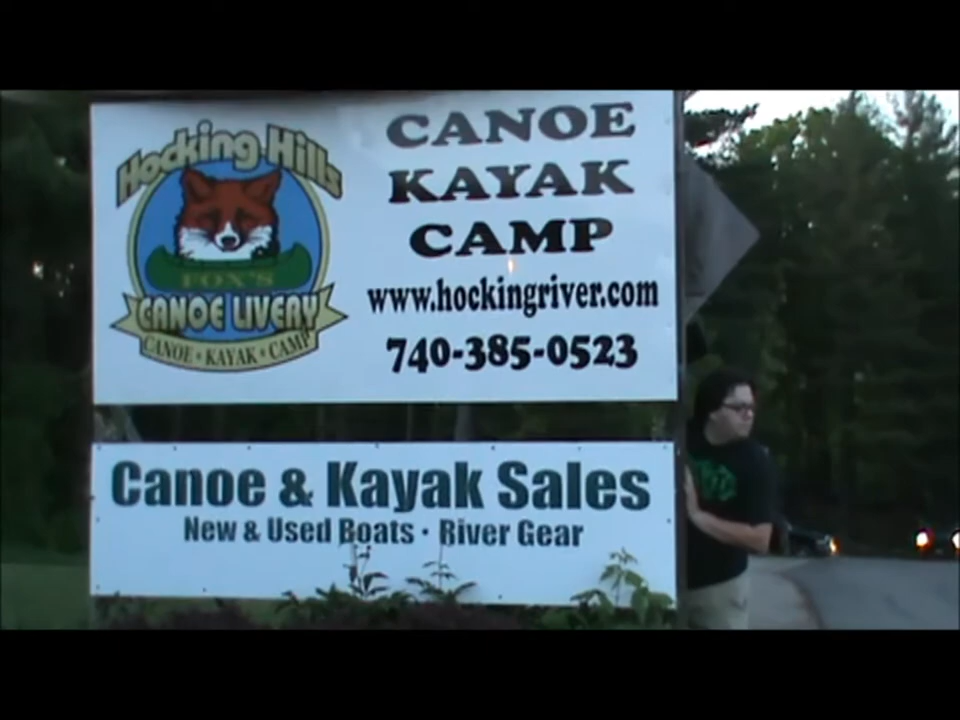 Hocking Hills
FOX'S
CANOE LIVERY
CANOE • KAYAK • CAMP
CANOE
KAYAK
CAMP
www.hockingriver.com
740-385-0523
Canoe & Kayak Sales
New & Used Boats • River Gear